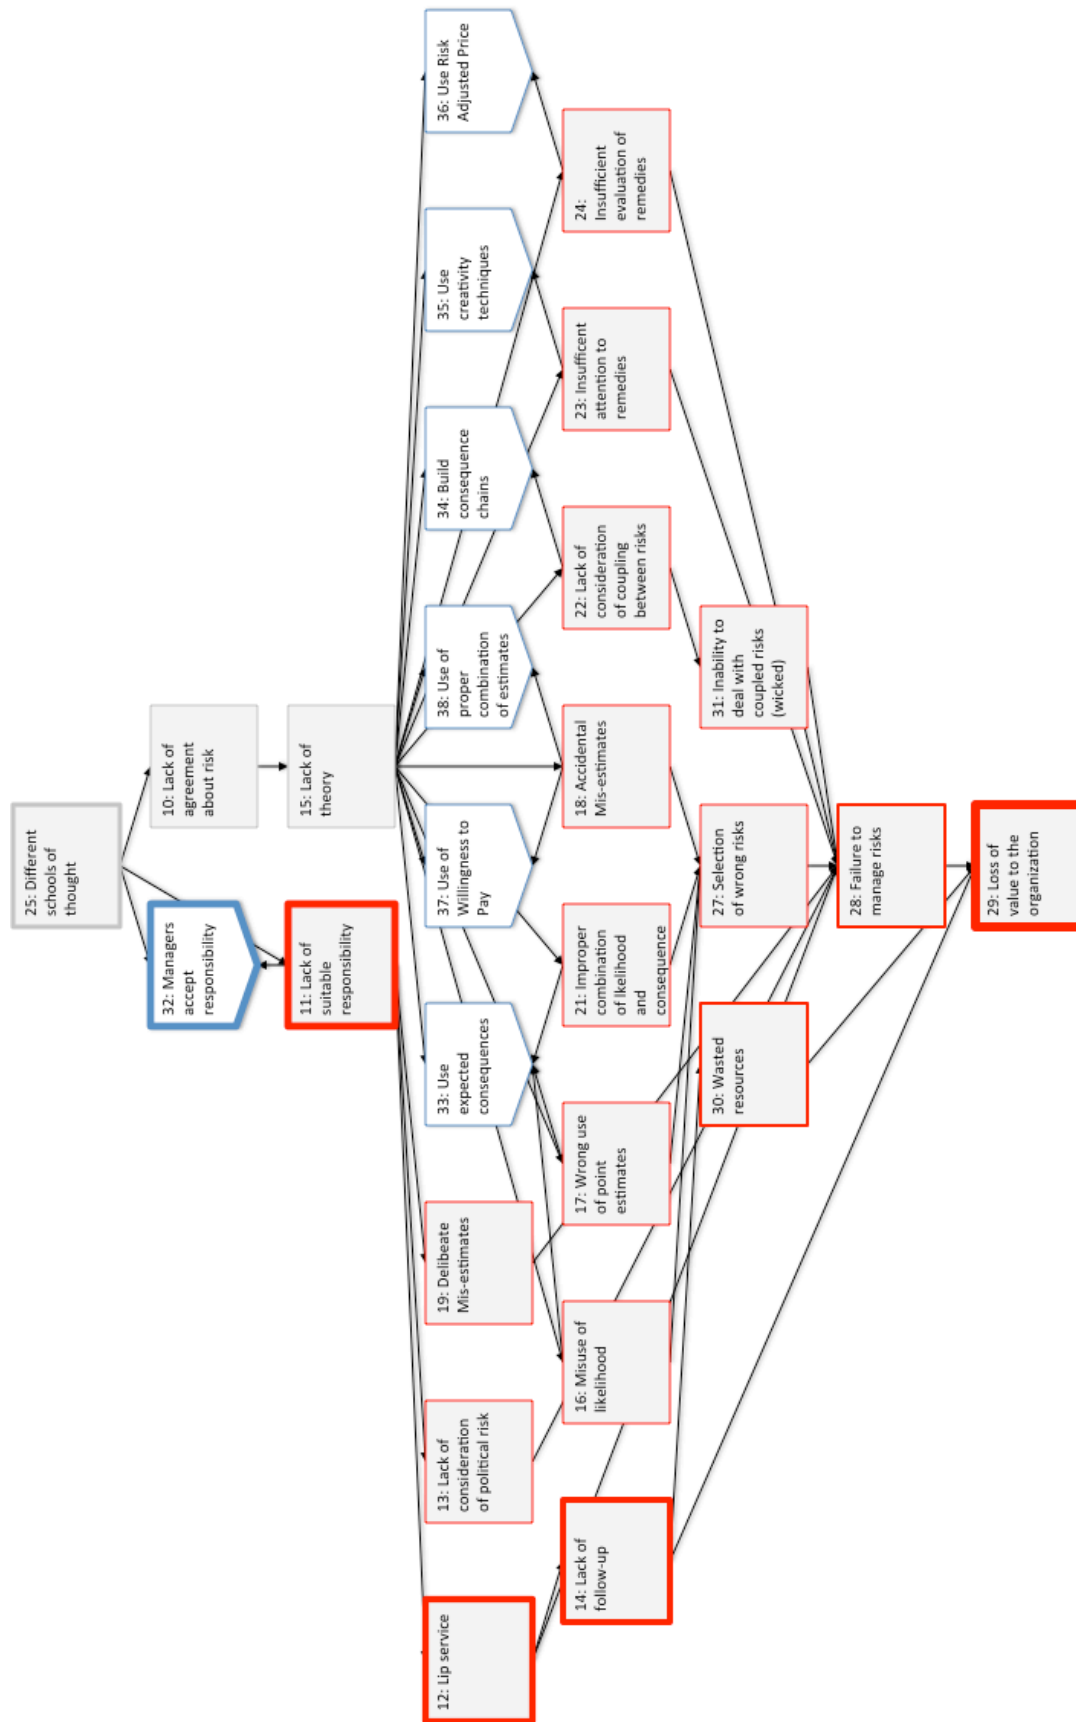 25: Different
schools of
thought
32: Managers
accept
responsibility
10: Lack of
agreement
about risk
11: Lack of
suitable
responsibility
15: Lack of
theory
12: Lip service
13: Lack of
consideration
of political risk
19: Delibeate
Mis-estimates
33: Use
expected
consequences
37: Use of
Willingness to
Pay
38: Use of
proper
combination
of estimates
34: Build
consequence
chains
35: Use
creativity
techniques
36: Use Risk
Adjusted Price
14: Lack of
follow-up
16: Misuse of
likelihood
17: Wrong use
of point
estimates
21: Improper
combination
of lkelihood
and
consequence
18: Accidental
Mis-estimates
22: Lack of
consideration
of coupling
between risks
23: Insufficent
attention to
remedies
24:
Insufficient
evaluation of
remedies
30: Wasted
resources
27: Selection
of wrong risks
31: Inability to
deal with
coupled risks
(wicked)
28: Failure to
manage risks
29: Loss of
value to the
organization